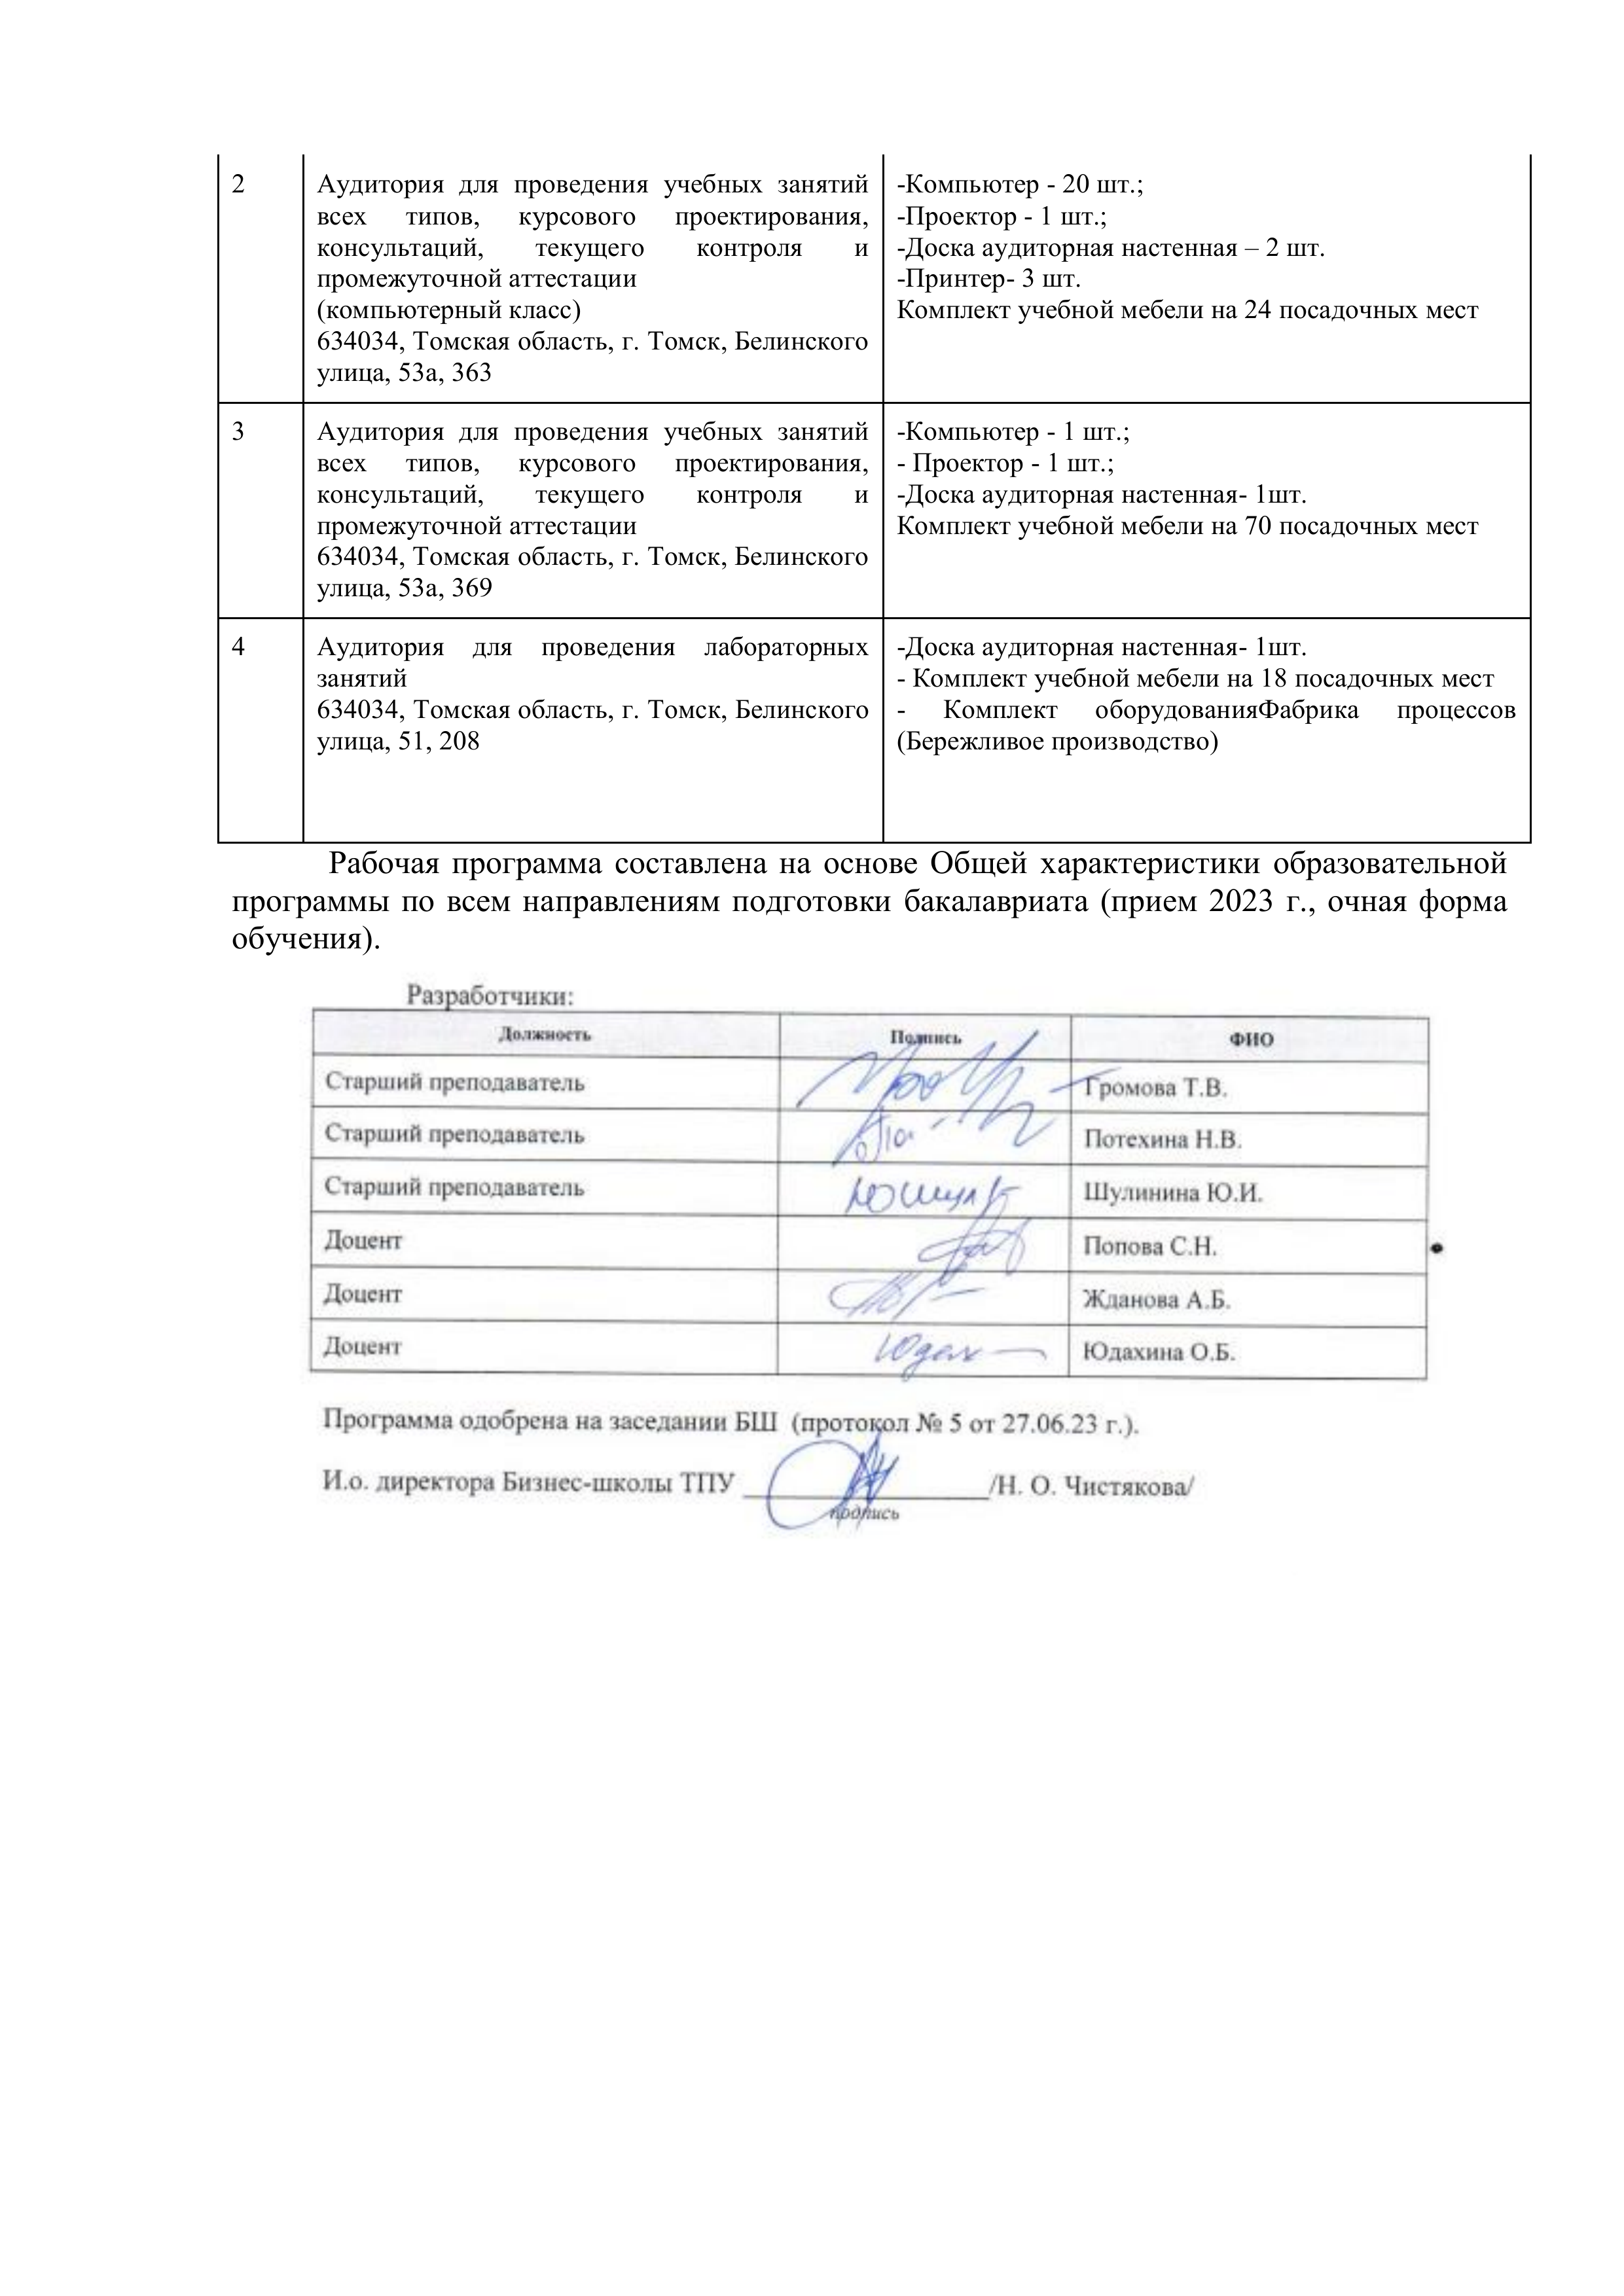 2
Аудитория для проведения учебных занятий
всех типов, курсового проектирования,
консультаций, текущего контроля и
промежуточной аттестации
(компьютерный класс)
634034, Томская область, г. Томск, Белинского
улица, 53а, 363
-Компьютер - 20 шт.;
-Проектор - 1 шт.;
-Доска аудиторная настенная – 2 шт.
-Принтер- 3 шт.
Комплект учебной мебели на 24 посадочных мест
3
Аудитория для проведения учебных занятий
всех типов, курсового проектирования,
консультаций, текущего контроля и
промежуточной аттестации
634034, Томская область, г. Томск, Белинского
улица, 53а, 369
-Компьютер - 1 шт.;
- Проектор - 1 шт.;
-Доска аудиторная настенная- 1шт.
Комплект учебной мебели на 70 посадочных мест
4
Аудитория для проведения лабораторных
занятий
634034, Томская область, г. Томск, Белинского
улица, 51, 208
-Доска аудиторная настенная- 1шт.
- Комплект учебной мебели на 18 посадочных мест
- Комплект оборудованияФабрика процессов
(Бережливое производство)
Рабочая программа составлена на основе Общей характеристики образовательной
программы по всем направлениям подготовки бакалавриата (прием 2023 г., очная форма
обучения).
Разработчики:
Должность Подпись ФИО
Старший преподаватель Громова Т.В.
Старший преподаватель Потехина Н.В.
Старший преподаватель Шулинина Ю.И.
Доцент Попова С.Н.
Доцент Жданова А.Б.
Доцент Юдахина О.Б.
Программа одобрена на заседании БШ (протокол № 5 от 27.06.23 г.).
И.о. директора Бизнес-школы ТПУ /Н. О. Чистякова/
подпись